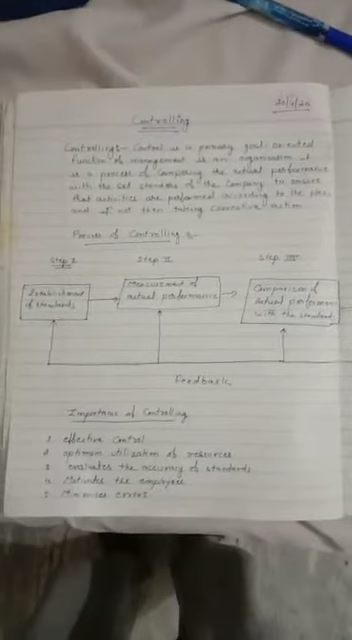 Controlling
Controlling:- Control is a primary goal oriented
function of management is an organisation it
is a process of comparing the actual performance
with the set standars of the company to ensure
that activities are performed according to the plan
and if not then taking corrective action
Process of Controlling :-
Step I
Step II
Step III
Establishment
of standards
Measurement of
actual performance
Comparison of
actual performance
with the standards
Feedback.
Importance of Controlling
1 effective control
2 optimum utilization of resources
3 evaluates the accuracy of standards
4 Motivates the employees
5 Minimises errors